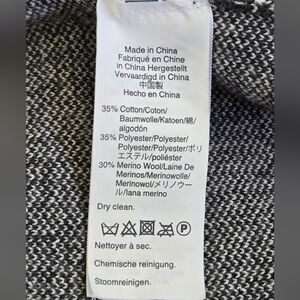 Made in China
Fabriqué en Chine
in China Hergestellt
Vervaardigd in China
中国製
Hecho en China
35% Cotton/Coton/
Baumwolle/Katoen/綿/
algodón
35% Polyester/Polyester/
Polyester/Polyester/ポリ
エステル/poliéster
30% Merino Wool/Laine De
Merinos/Merinowolle/
Merinowol/メリノウー
ル/lana merino
Dry clean.
P
Nettoyer à sec.
Chemische reinigung.
Stoomreinigen.